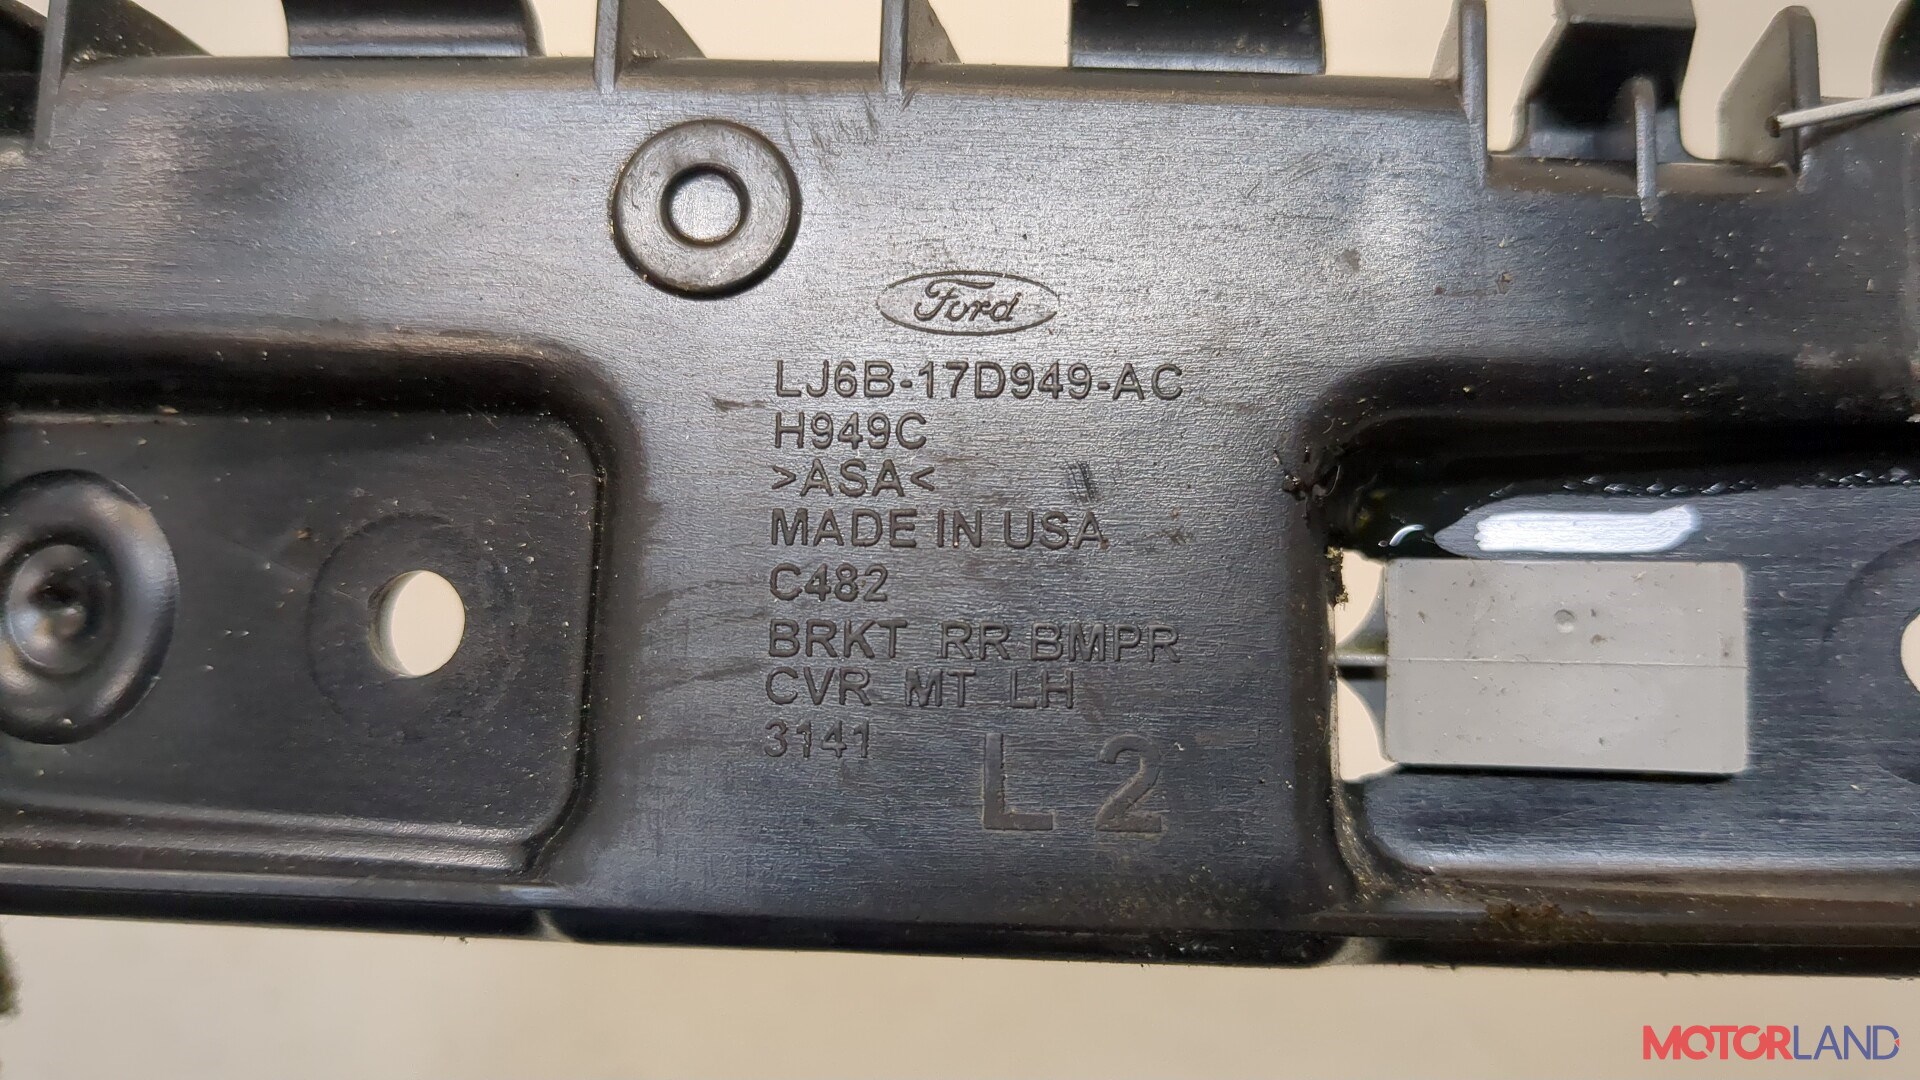 Ford
LJ6B-17D949-AC
H949C
>ASA<
MADE IN USA
C482
BRKT RR BMPR
CVR MT LH
3141
L 2
MOTORLAND